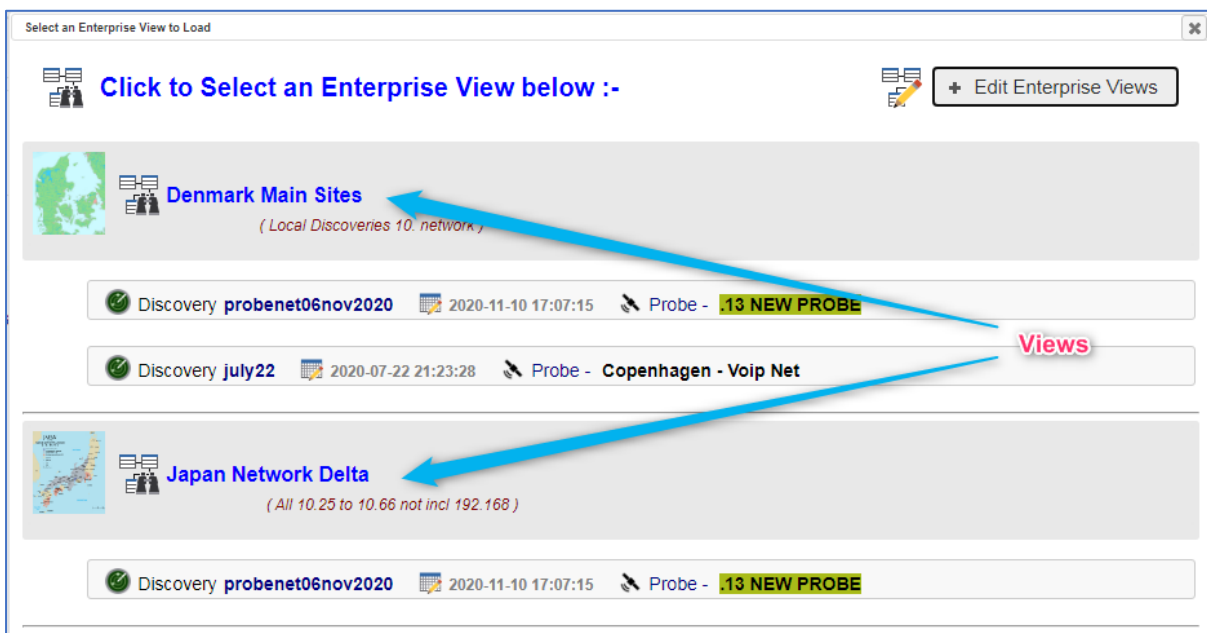 Select an Enterprise View to Load
Click to Select an Enterprise View below :-
+ Edit Enterprise Views
Denmark Main Sites
( Local Discoveries 10. network )
Discovery probenet06nov2020 2020-11-10 17:07:15 Probe - .13 NEW PROBE
Views
Discovery july22 2020-07-22 21:23:28 Probe - Copenhagen - Voip Net
Japan Network Delta
( All 10.25 to 10.66 not incl 192.168 )
Discovery probenet06nov2020 2020-11-10 17:07:15 Probe - .13 NEW PROBE